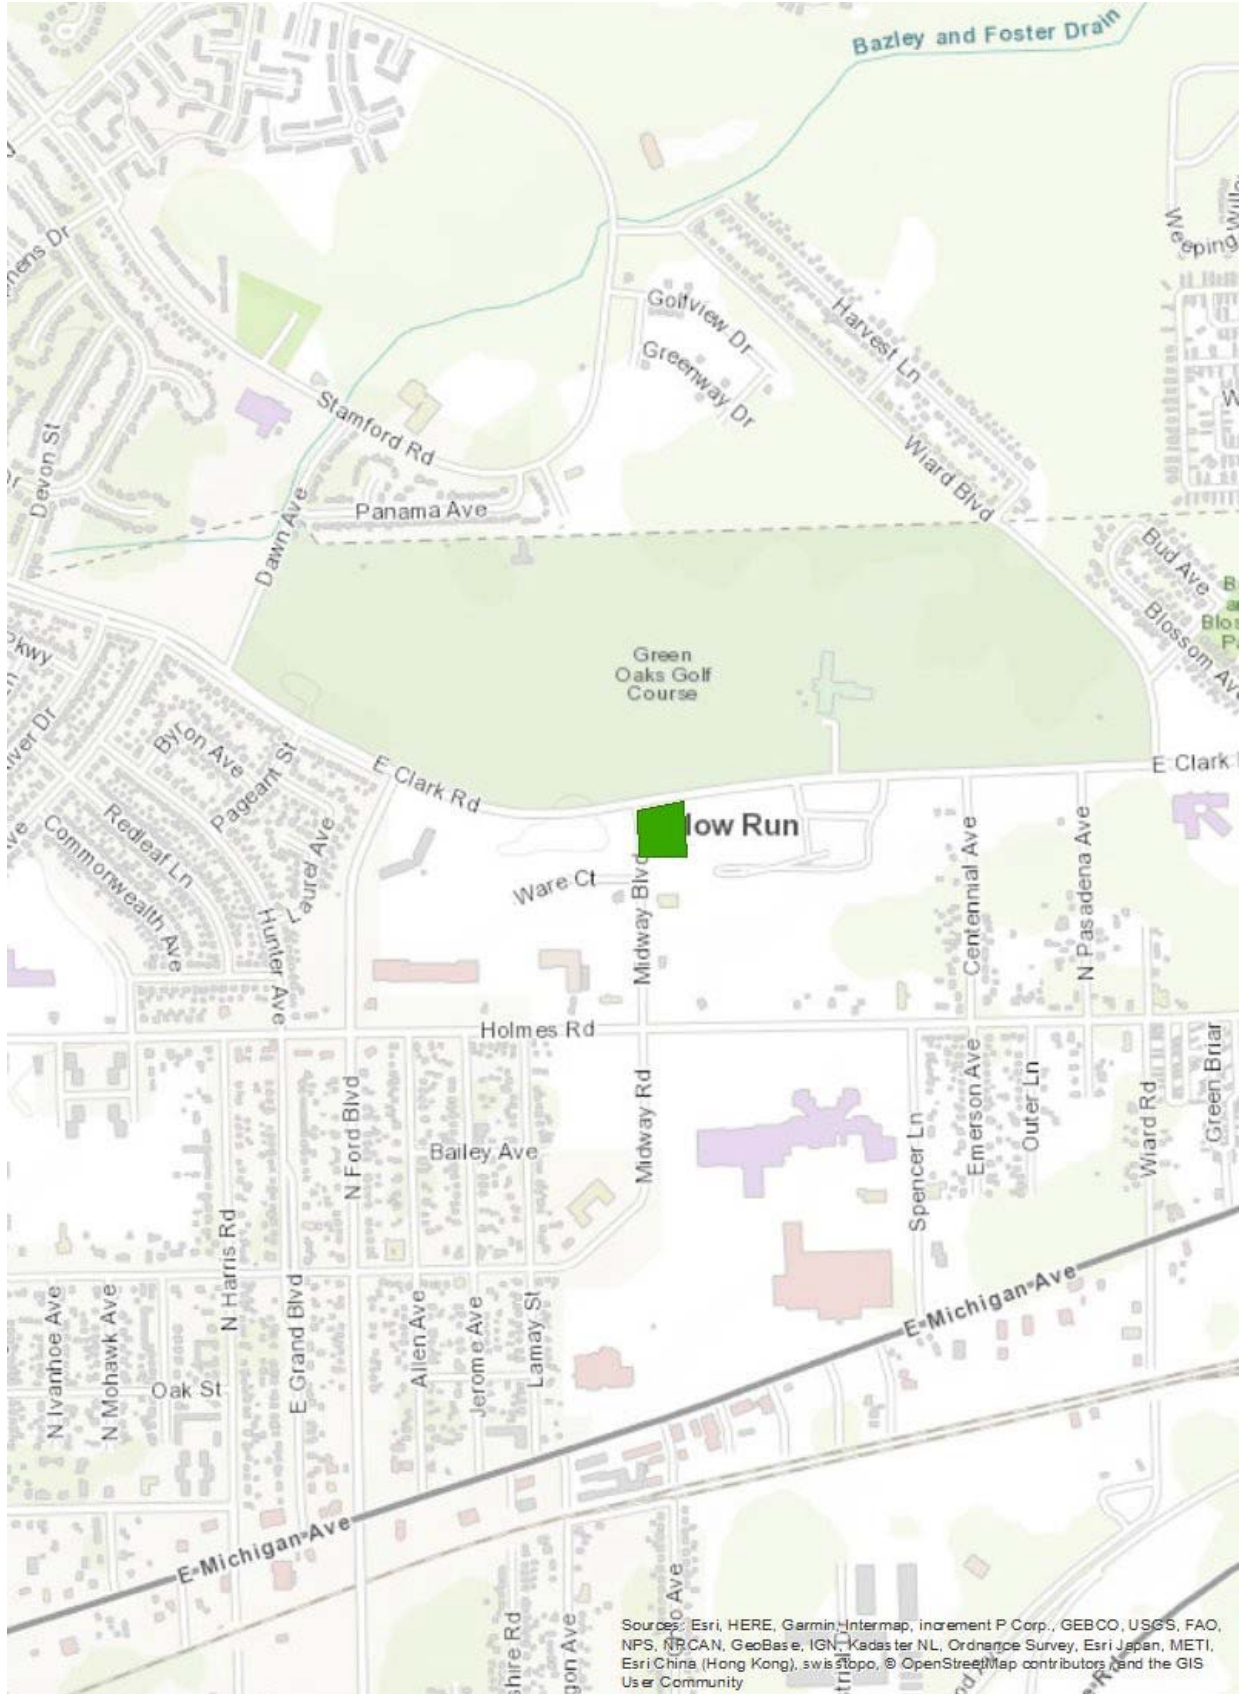 Bazley and Foster Drain
Weeping
Golfview Dr
Harvest Ln
Greenway Dr
Stamford Rd
Devon St
Wiard Blvd
Panama Ave
Dawn Ave
Bud Ave
Blossom Ave
Green
Oaks Golf
Course
Byron Ave
Pageant St
E Clark Rd
E Clark
low Run
Redleaf Ln
Commonwealth Ave
Laurel Ave
Hunter Ave
Ware Ct
Midway Blvd
Centennial Ave
N Pasadena Ave
Holmes Rd
N Ford Blvd
Bailey Ave
Midway Rd
Spencer Ln
Emerson Ave
Outer Ln
Wiard Rd
Green Briar
N Harris Rd
E Grand Blvd
E Michigan Ave
N Ivanhoe Ave
N Mohawk Ave
Oak St
Allen Ave
Jerome Ave
Lamay St
E Michigan Ave
shire Rd
gon Ave
Sources: Esri, HERE, Garmin, Intermap, increment P Corp., GEBCO, USGS, FAO,
NPS, NRCAN, GeoBase, IGN, Kadaster NL, Ordnance Survey, Esri Japan, METI,
Esri China (Hong Kong), swisstopo, © OpenStreetMap contributors, and the GIS
User Community